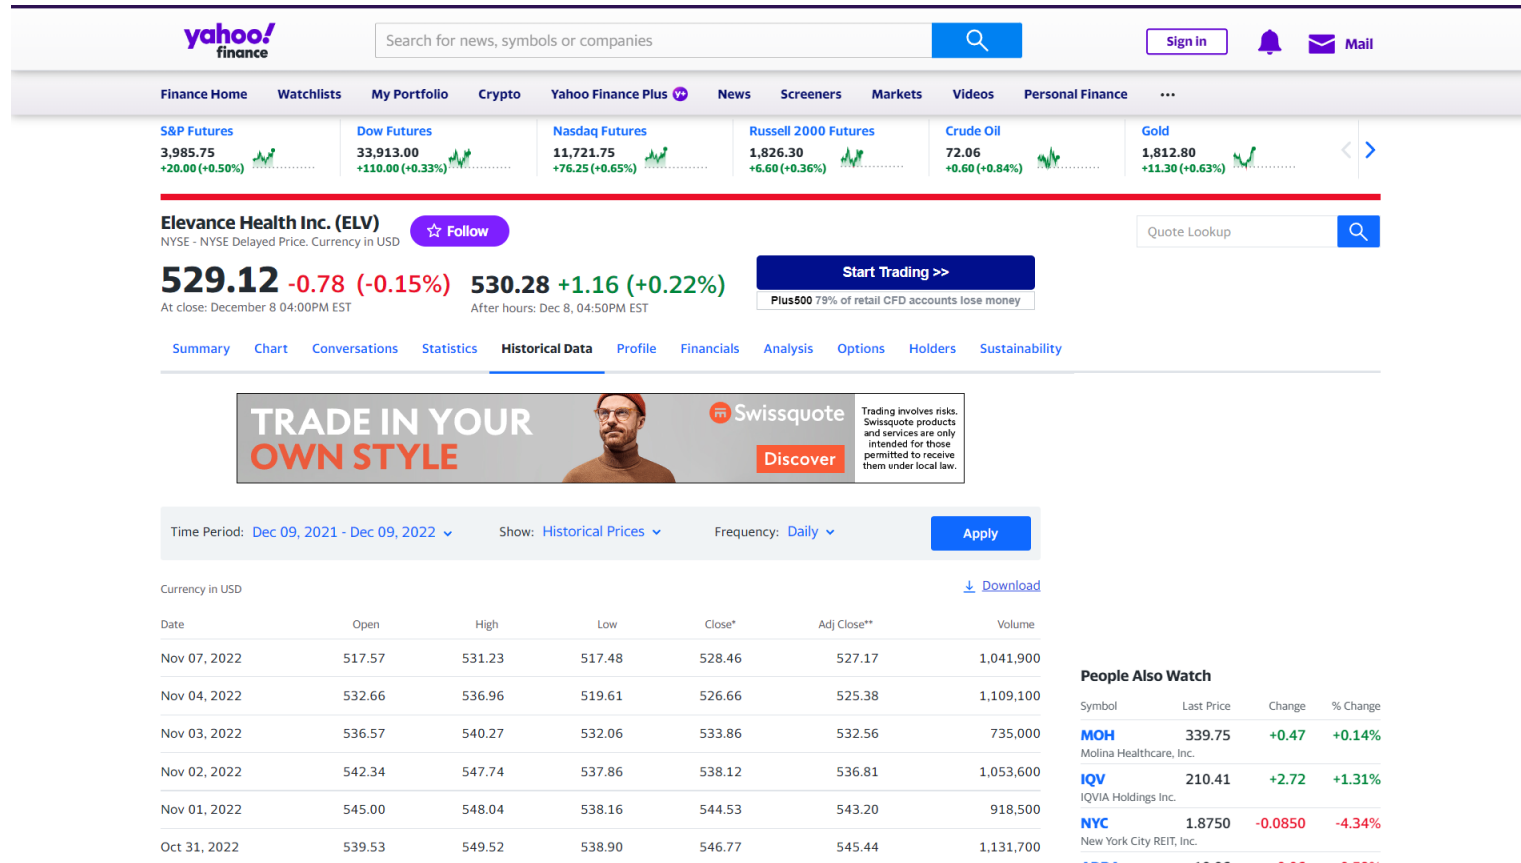 yahoo!
finance
Search for news, symbols or companies
Sign in
Mail
Finance Home Watchlists My Portfolio Crypto Yahoo Finance Plus Y+ News Screeners Markets Videos Personal Finance ...
S&P Futures
3,985.75
+20.00 (+0.50%)
Dow Futures
33,913.00
+110.00 (+0.33%)
Nasdaq Futures
11,721.75
+76.25 (+0.65%)
Russell 2000 Futures
1,826.30
+6.60 (+0.36%)
Crude Oil
72.06
+0.60 (+0.84%)
Gold
1,812.80
+11.30 (+0.63%)
Elevance Health Inc. (ELV)
NYSE - NYSE Delayed Price. Currency in USD
Follow
Quote Lookup
529.12 -0.78 (-0.15%)
At close: December 8 04:00PM EST
530.28 +1.16 (+0.22%)
After hours: Dec 8, 04:50PM EST
Start Trading >>
Plus500 79% of retail CFD accounts lose money
Summary Chart Conversations Statistics Historical Data Profile Financials Analysis Options Holders Sustainability
TRADE IN YOUR
OWN STYLE
Swissquote
Discover
Trading involves risks.
Swissquote products
and services are only
intended for those
permitted to receive
them under local law.
Time Period: Dec 09, 2021 - Dec 09, 2022 Show: Historical Prices Frequency: Daily Apply
Currency in USD Download
Date Open High Low Close* Adj Close** Volume
Nov 07, 2022 517.57 531.23 517.48 528.46 527.17 1,041,900
Nov 04, 2022 532.66 536.96 519.61 526.66 525.38 1,109,100
Nov 03, 2022 536.57 540.27 532.06 533.86 532.56 735,000
Nov 02, 2022 542.34 547.74 537.86 538.12 536.81 1,053,600
Nov 01, 2022 545.00 548.04 538.16 544.53 543.20 918,500
Oct 31, 2022 539.53 549.52 538.90 546.77 545.44 1,131,700
People Also Watch
Symbol Last Price Change % Change
MOH 339.75 +0.47 +0.14%
Molina Healthcare, Inc.
IQV 210.41 +2.72 +1.31%
IQVIA Holdings Inc.
NYC 1.8750 -0.0850 -4.34%
New York City REIT, Inc.